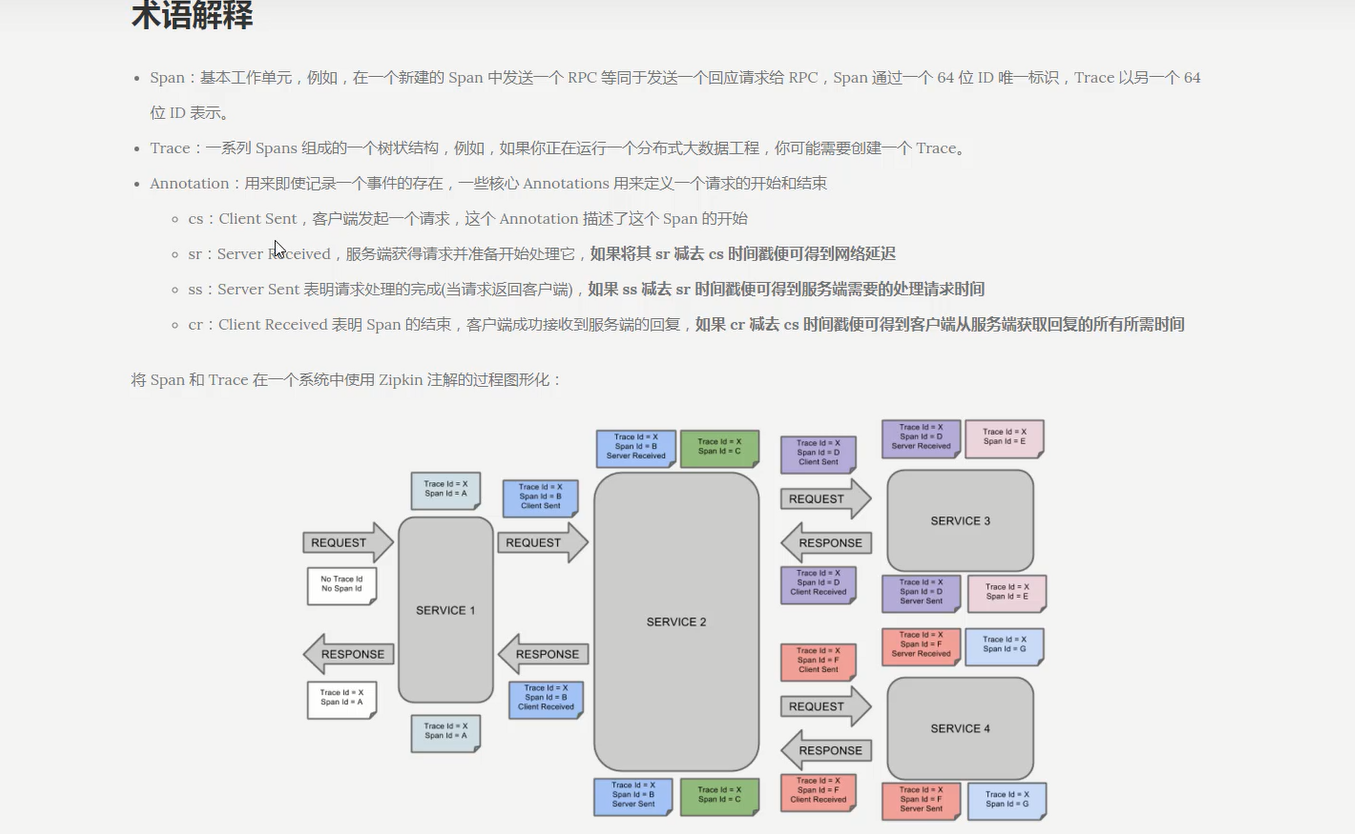 术语解释
Span：基本工作单元，例如，在一个新建的 Span 中发送一个 RPC 等同于发送一个回应请求给 RPC，Span 通过一个 64 位 ID 唯一标识，Trace 以另一个 64
位 ID 表示。
Trace：一系列 Spans 组成的一个树状结构，例如，如果你正在运行一个分布式大数据工程，你可能需要创建一个 Trace。
Annotation：用来即使记录一个事件的存在，一些核心 Annotations 用来定义一个请求的开始和结束
cs：Client Sent，客户端发起一个请求，这个 Annotation 描述了这个 Span 的开始
sr：Server Received，服务端获得请求并准备开始处理它，如果将其 sr 减去 cs 时间戳便可得到网络延迟
ss：Server Sent 表明请求处理的完成(当请求返回客户端)，如果 ss 减去 sr 时间戳便可得到服务端需要的处理请求时间
cr：Client Received 表明 Span 的结束，客户端成功接收到服务端的回复，如果 cr 减去 cs 时间戳便可得到客户端从服务端获取回复的所有所需时间
将 Span 和 Trace 在一个系统中使用 Zipkin 注解的过程图形化：
Trace Id = X
Span Id = A
REQUEST
No Trace Id
No Span Id
SERVICE 1
RESPONSE
Trace Id = X
Span Id = A
Trace Id = X
Span Id = A
Trace Id = X
Span Id = B
Client Sent
REQUEST
RESPONSE
Trace Id = X
Span Id = B
Client Received
Trace Id = X
Span Id = B
Server Received
Trace Id = X
Span Id = C
SERVICE 2
Trace Id = X
Span Id = B
Server Sent
Trace Id = X
Span Id = C
Trace Id = X
Span Id = D
Client Sent
REQUEST
RESPONSE
Trace Id = X
Span Id = D
Client Received
Trace Id = X
Span Id = D
Server Received
Trace Id = X
Span Id = E
SERVICE 3
Trace Id = X
Span Id = D
Server Sent
Trace Id = X
Span Id = E
Trace Id = X
Span Id = F
Client Sent
REQUEST
RESPONSE
Trace Id = X
Span Id = F
Client Received
Trace Id = X
Span Id = F
Server Received
Trace Id = X
Span Id = G
SERVICE 4
Trace Id = X
Span Id = F
Server Sent
Trace Id = X
Span Id = G